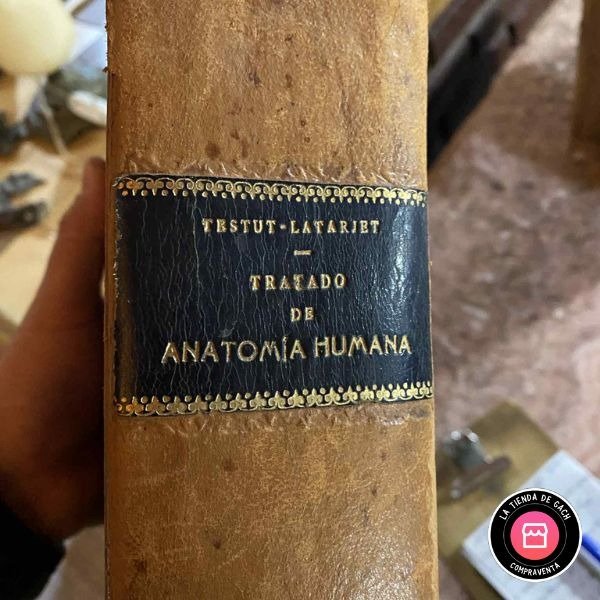 TESTUT-LATARJET
TRATADO
DE
ANATOMÍA HUMANA
LA TIENDA DE GACH
COMPRAVENTA